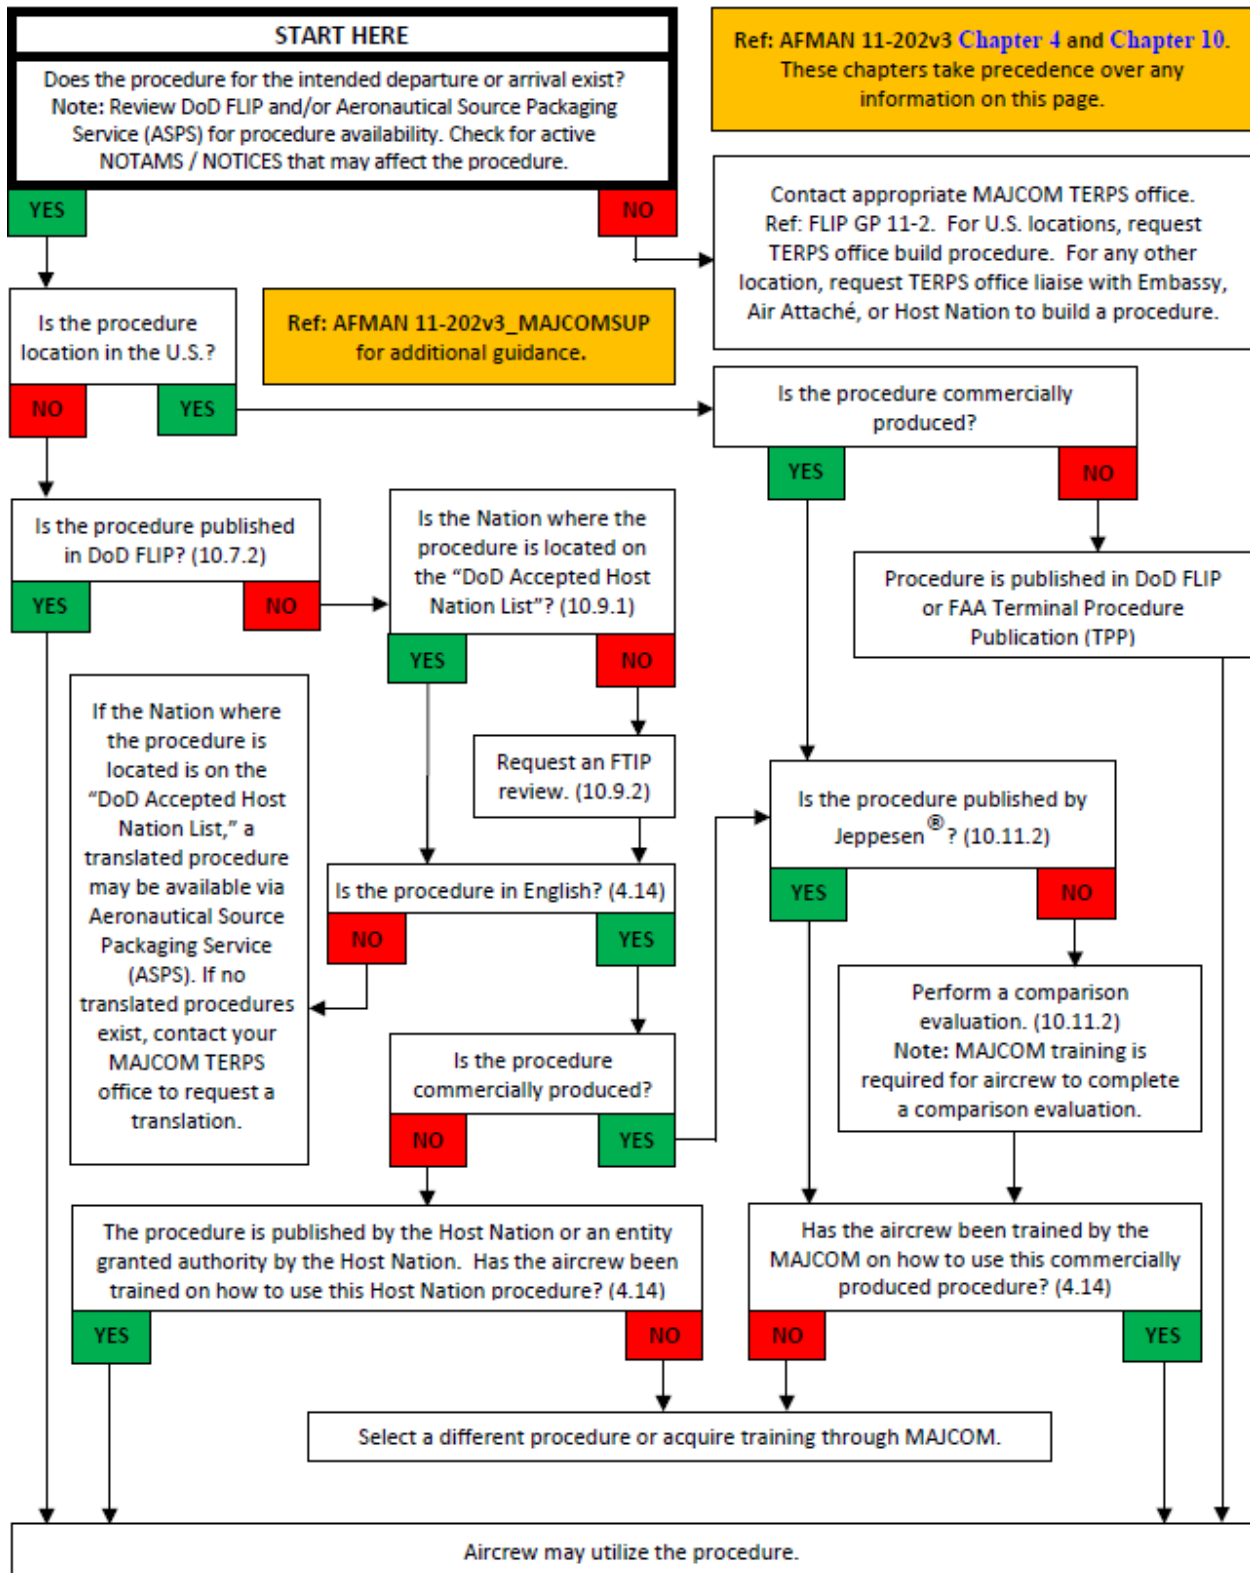 START HERE
Does the procedure for the intended departure or arrival exist?
Note: Review DoD FLIP and/or Aeronautical Source Packaging
Service (ASPS) for procedure availability. Check for active
NOTAMS / NOTICES that may affect the procedure.
YES
NO
Ref: AFMAN 11-202v3 Chapter 4 and Chapter 10.
These chapters take precedence over any
information on this page.
Contact appropriate MAJCOM TERPS office.
Ref: FLIP GP 11-2. For U.S. locations, request
TERPS office build procedure. For any other
location, request TERPS office liaise with Embassy,
Air Attaché, or Host Nation to build a procedure.
Is the procedure
location in the U.S.?
NO
YES
Ref: AFMAN 11-202v3_MAJCOMSUP
for additional guidance.
Is the procedure commercially
produced?
YES
NO
Is the procedure published
in DoD FLIP? (10.7.2)
YES
NO
Is the Nation where the
procedure is located on
the “DoD Accepted Host
Nation List”? (10.9.1)
YES
NO
Procedure is published in DoD FLIP
or FAA Terminal Procedure
Publication (TPP)
If the Nation where
the procedure is
located is on the
“DoD Accepted Host
Nation List,” a
translated procedure
may be available via
Aeronautical Source
Packaging Service
(ASPS). If no
translated procedures
exist, contact your
MAJCOM TERPS
office to request a
translation.
Request an FTIP
review. (10.9.2)
Is the procedure published by
Jeppesen®? (10.11.2)
YES
NO
Is the procedure in English? (4.14)
NO
YES
Perform a comparison
evaluation. (10.11.2)
Note: MAJCOM training is
required for aircrew to complete
a comparison evaluation.
Is the procedure
commercially produced?
NO
YES
The procedure is published by the Host Nation or an entity
granted authority by the Host Nation. Has the aircrew been
trained on how to use this Host Nation procedure? (4.14)
YES
NO
Has the aircrew been trained by the
MAJCOM on how to use this commercially
produced procedure? (4.14)
NO
YES
Select a different procedure or acquire training through MAJCOM.
Aircrew may utilize the procedure.